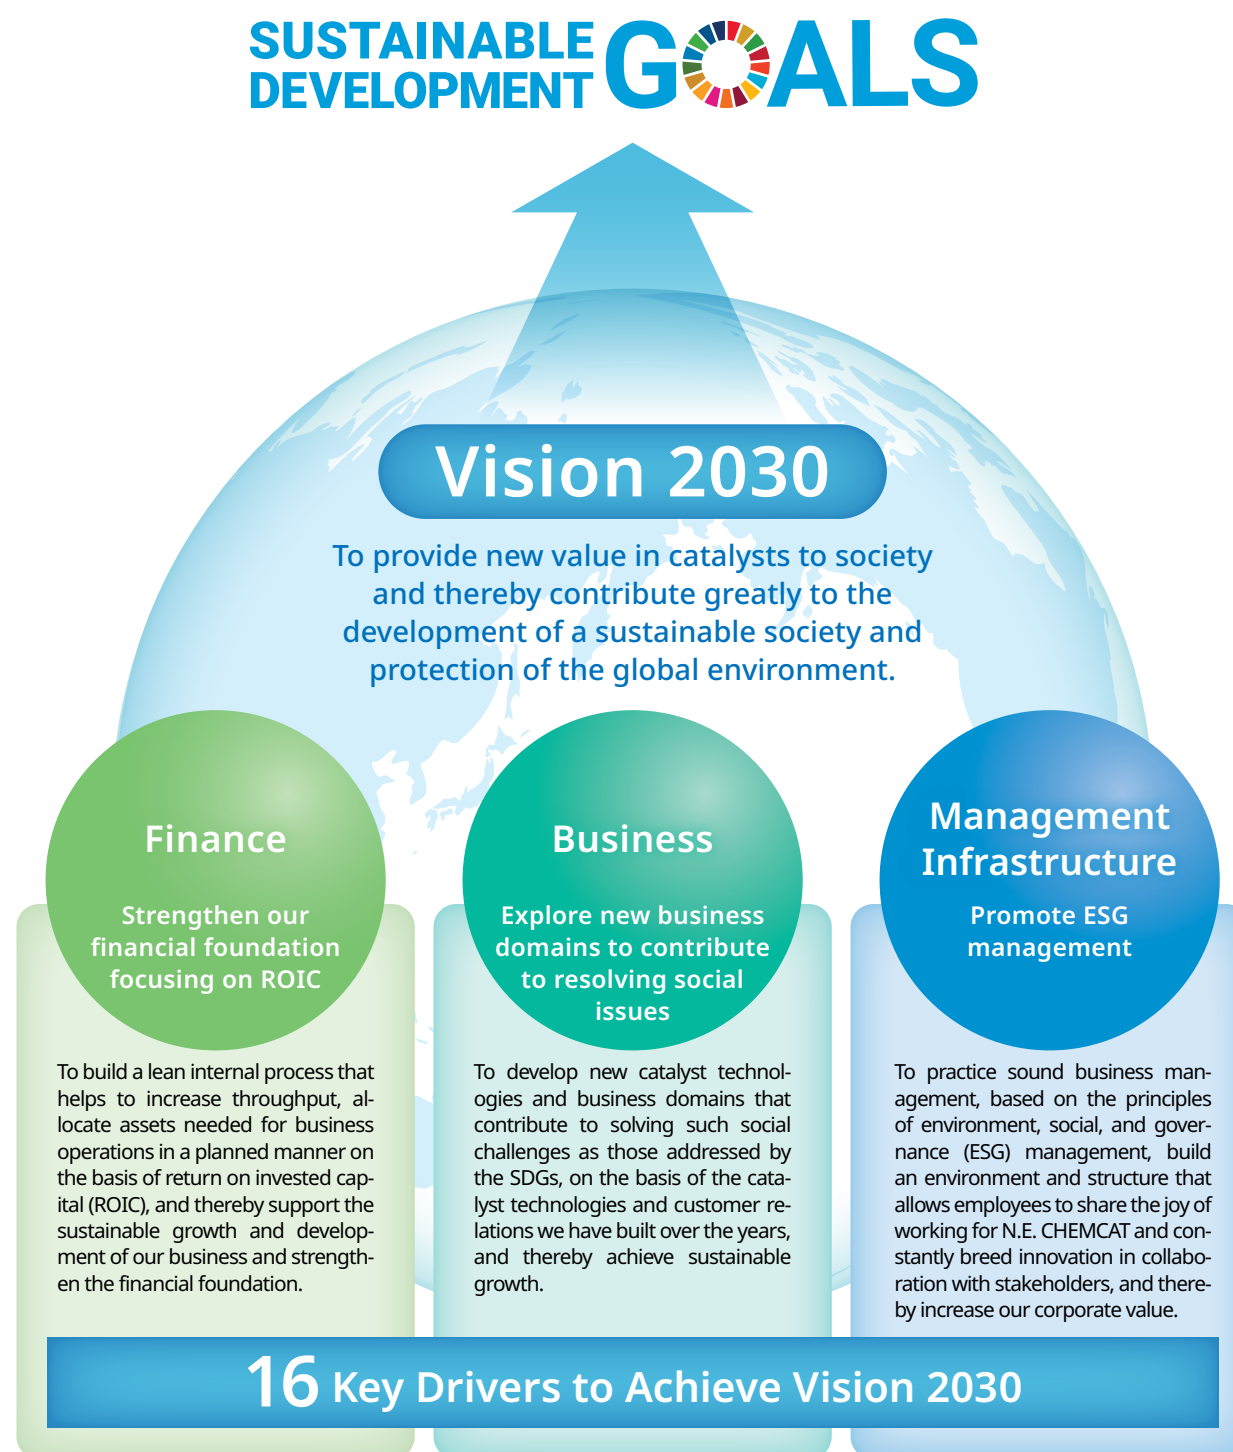 SUSTAINABLE
DEVELOPMENT
GOALS
Vision 2030
To provide new value in catalysts to society
and thereby contribute greatly to the
development of a sustainable society and
protection of the global environment.
Finance
Strengthen our
financial foundation
focusing on ROIC
To build a lean internal process that
helps to increase throughput, al-
locate assets needed for business
operations in a planned manner on
the basis of return on invested cap-
ital (ROIC), and thereby support the
sustainable growth and develop-
ment of our business and strength-
en the financial foundation.
Business
Explore new business
domains to contribute
to resolving social
issues
To develop new catalyst technol-
ogies and business domains that
contribute to solving such social
challenges as those addressed by
the SDGs, on the basis of the cata-
lyst technologies and customer re-
lations we have built over the years,
and thereby achieve sustainable
growth.
Management
Infrastructure
Promote ESG
management
To practice sound business man-
agement, based on the principles
of environment, social, and gover-
nance (ESG) management, build
an environment and structure that
allows employees to share the joy of
working for N.E. CHEMCAT and con-
stantly breed innovation in collabo-
ration with stakeholders, and there-
by increase our corporate value.
16 Key Drivers to Achieve Vision 2030